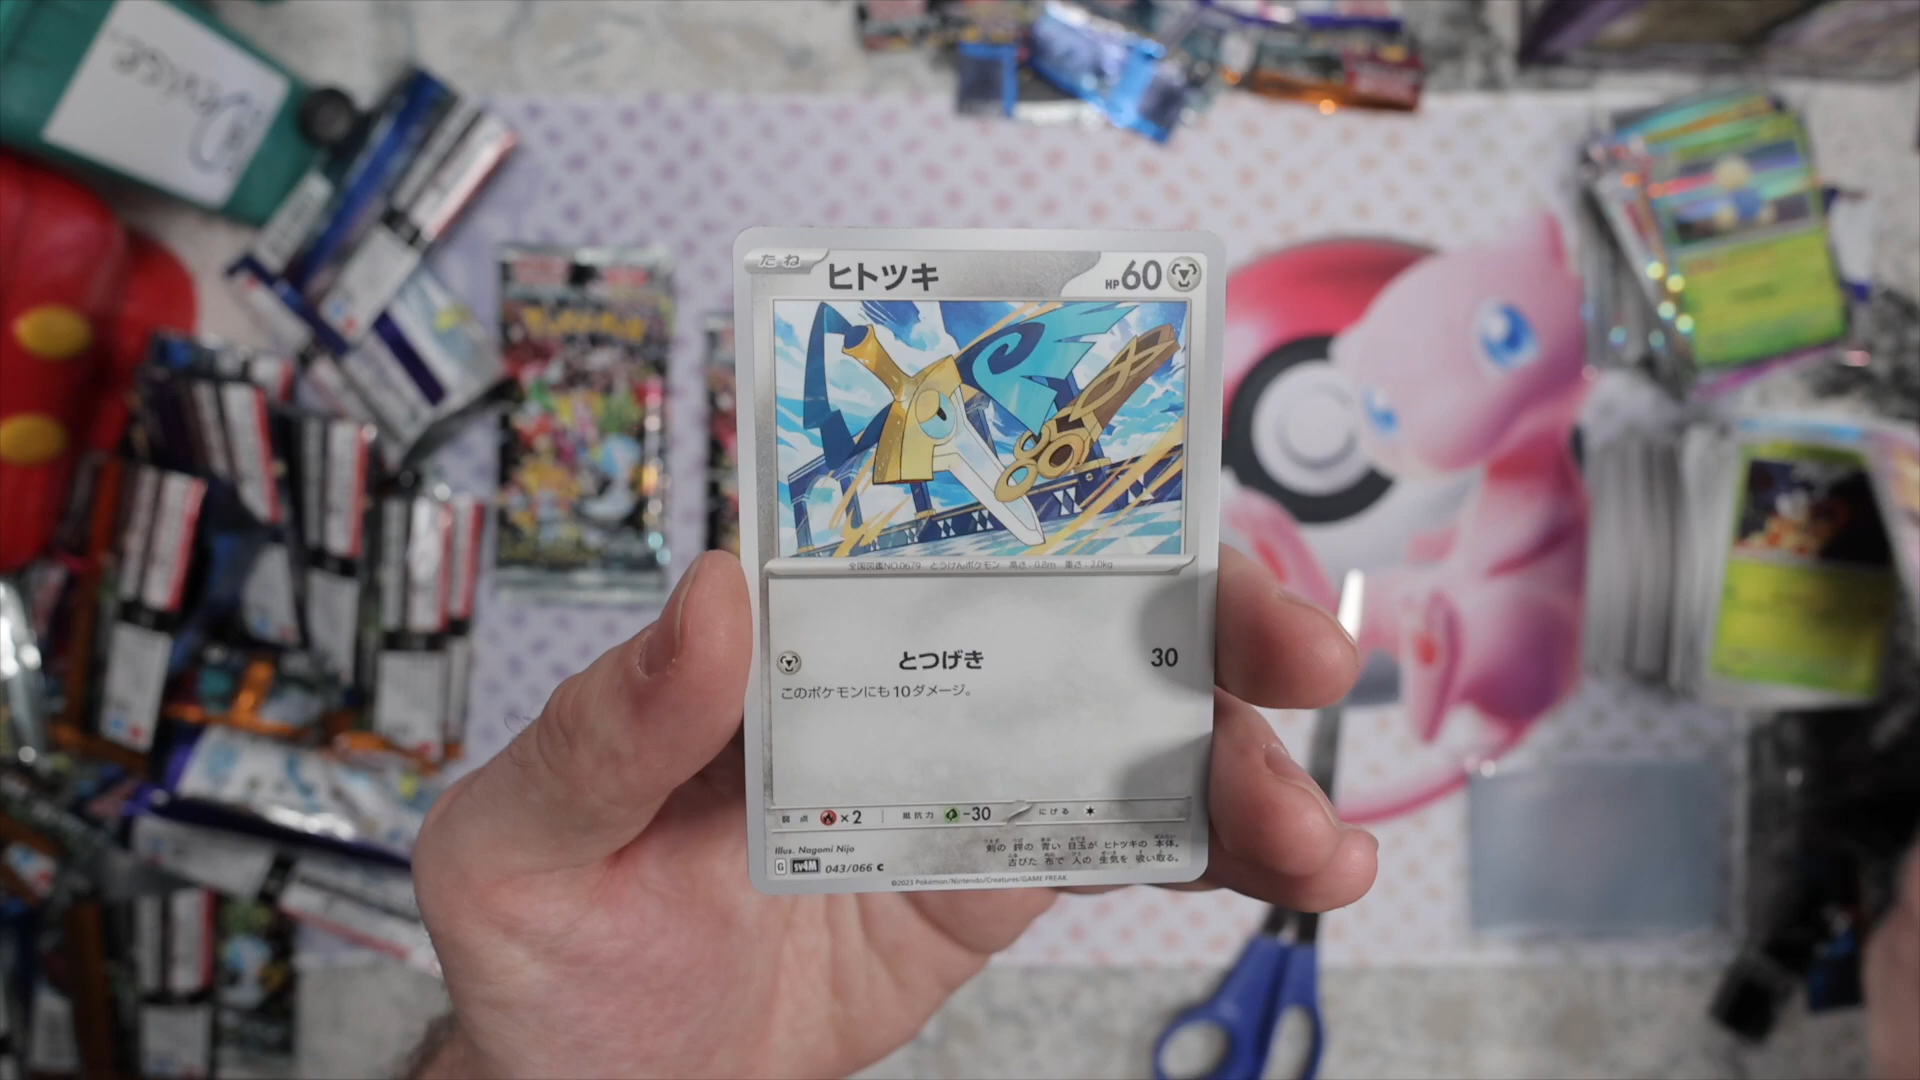 たね ヒトツキ HP60
全国図鑑NO.0679 とうけんポケモン 高さ:0.8m 重さ:2.0kg
とつげき 30
このポケモンにも10ダメージ。
弱点 ×2 抵抗力 -30 にげる
Illus. Nagomi Nijo
剣の 鍔の 青い 目玉が ヒトツキの 本体。
古びた 布で 人の 生気を 吸い取る。
G SV4M 043/066 C
©2023 Pokémon/Nintendo/Creatures/GAME FREAK.